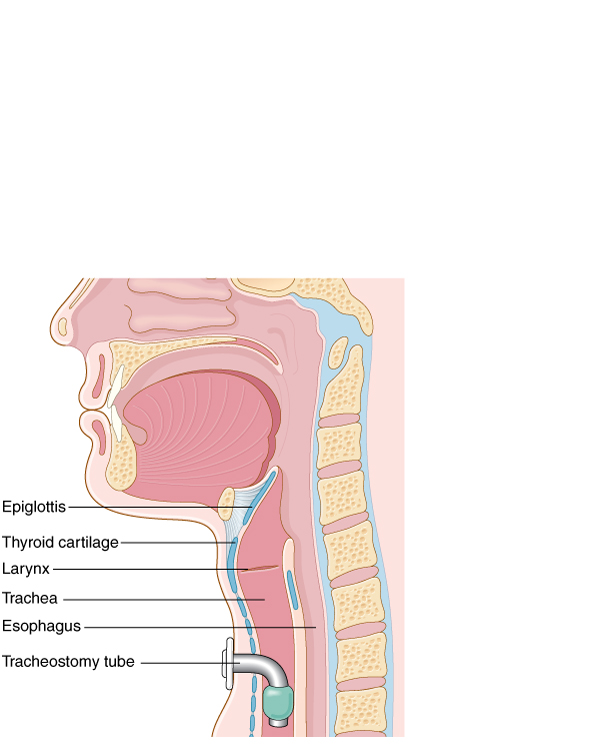 Epiglottis
Thyroid cartilage
Larynx
Trachea
Esophagus
Tracheostomy tube